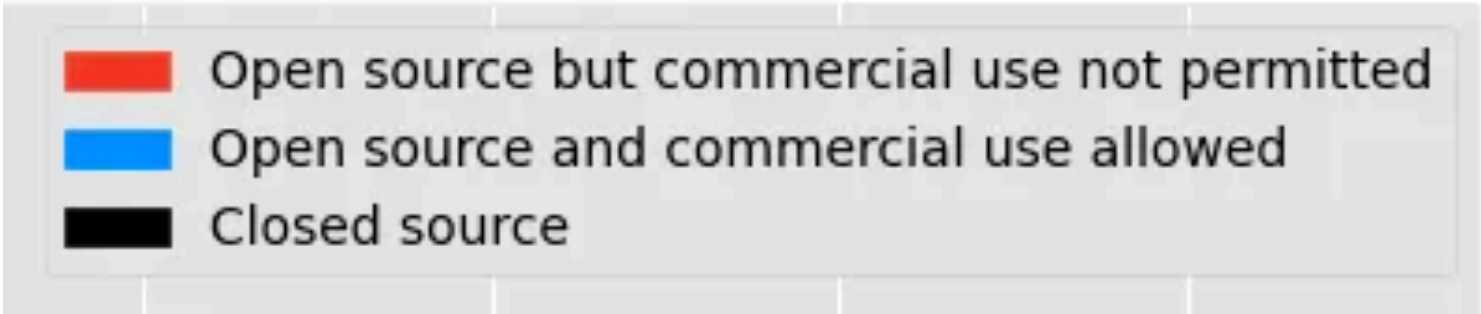 Open source but commercial use not permitted
Open source and commercial use allowed
Closed source